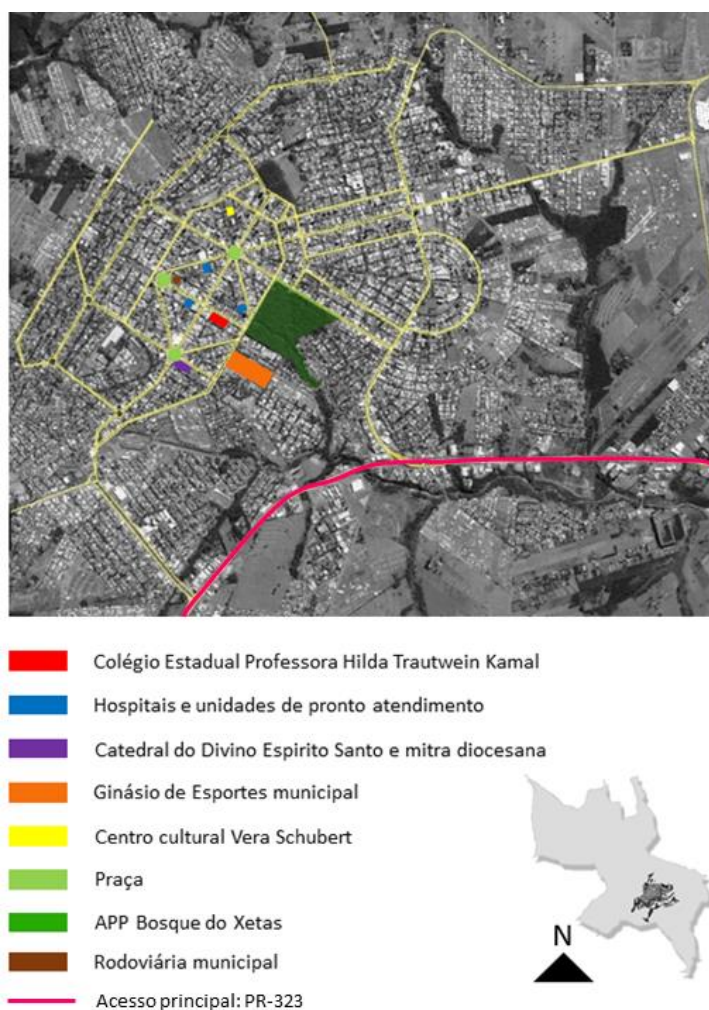 Colégio Estadual Professora Hilda Trautwein Kamal
Hospitais e unidades de pronto atendimento
Catedral do Divino Espirito Santo e mitra diocesana
Ginásio de Esportes municipal
Centro cultural Vera Schubert
Praça
APP Bosque do Xetas
Rodoviária municipal
Acesso principal: PR-323
N